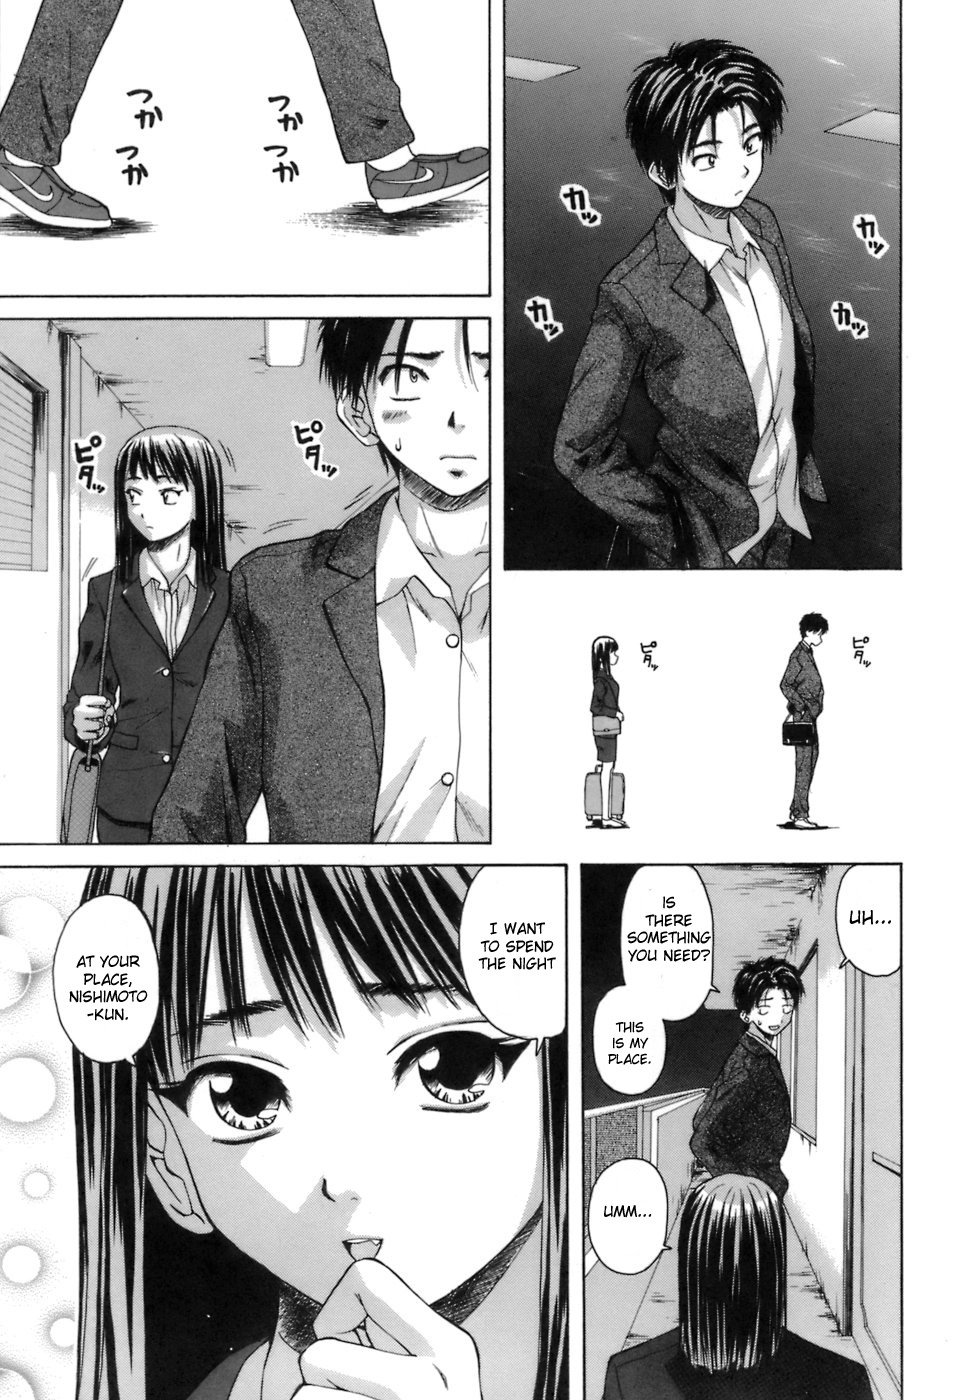 カッ
カッ
カッ
カッ
つか
つか
つか
つか
ピタッ
ピタッ
ピタッ
ピタッ
UH...
IS
THERE
SOMETHING
YOU NEED?
THIS
IS MY
PLACE.
UMM...
I WANT
TO SPEND
THE NIGHT
AT YOUR
PLACE,
NISHIMOTO
-KUN.